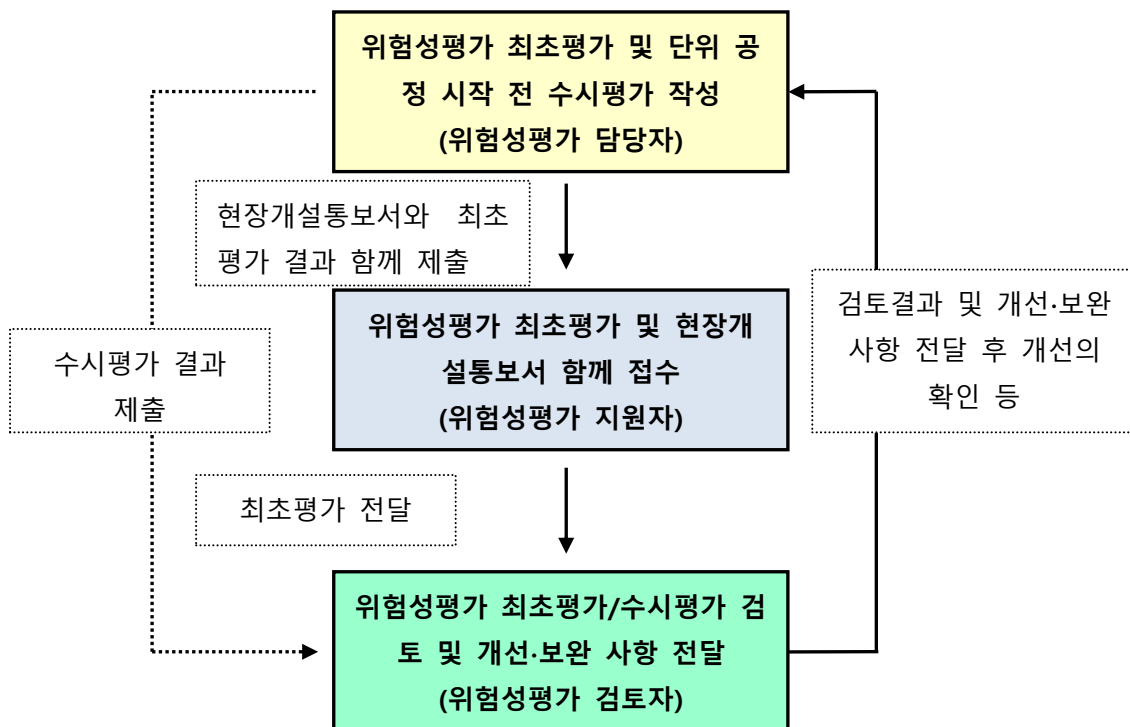 위험성평가 최초평가 및 단위 공
정 시작 전 수시평가 작성
(위험성평가 담당자)
현장개설통보서와 최초
평가 결과 함께 제출
위험성평가 최초평가 및 현장개
설통보서 함께 접수
(위험성평가 지원자)
수시평가 결과
제출
검토결과 및 개선·보완
사항 전달 후 개선의
확인 등
최초평가 전달
위험성평가 최초평가/수시평가 검
토 및 개선·보완 사항 전달
(위험성평가 검토자)